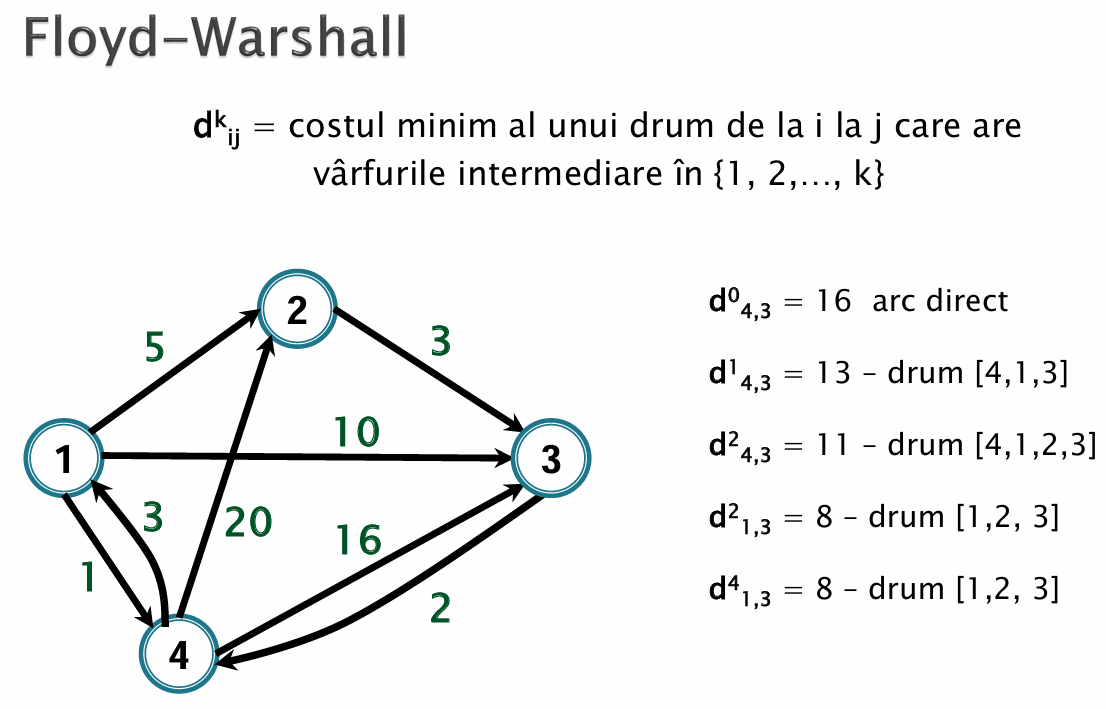 Floyd-Warshall
dᵏᵢⱼ = costul minim al unui drum de la i la j care are
vârfurile intermediare în {1, 2,…, k}
2
d⁰₄,₃ = 16 arc direct
5
3
d¹₄,₃ = 13 – drum [4,1,3]
10
1
3
d²₄,₃ = 11 – drum [4,1,2,3]
3
20
16
d²₁,₃ = 8 – drum [1,2, 3]
1
2
d⁴₁,₃ = 8 – drum [1,2, 3]
4